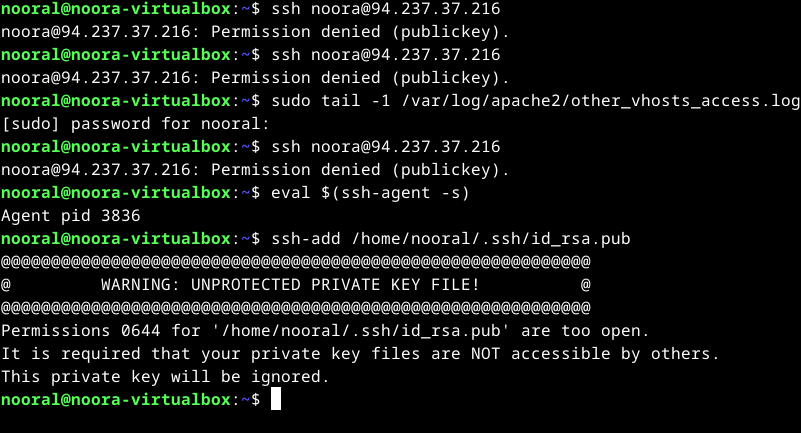 nooral@noora-virtualbox:~$ ssh noora@94.237.37.216
noora@94.237.37.216: Permission denied (publickey).
nooral@noora-virtualbox:~$ ssh noora@94.237.37.216
noora@94.237.37.216: Permission denied (publickey).
nooral@noora-virtualbox:~$ sudo tail -1 /var/log/apache2/other_vhosts_access.log
[sudo] password for nooral:
nooral@noora-virtualbox:~$ ssh noora@94.237.37.216
noora@94.237.37.216: Permission denied (publickey).
nooral@noora-virtualbox:~$ eval $(ssh-agent -s)
Agent pid 3836
nooral@noora-virtualbox:~$ ssh-add /home/nooral/.ssh/id_rsa.pub
@@@@@@@@@@@@@@@@@@@@@@@@@@@@@@@@@@@@@@@@@@@@@@@@@@@@@@@@@@@
@         WARNING: UNPROTECTED PRIVATE KEY FILE!          @
@@@@@@@@@@@@@@@@@@@@@@@@@@@@@@@@@@@@@@@@@@@@@@@@@@@@@@@@@@@
Permissions 0644 for '/home/nooral/.ssh/id_rsa.pub' are too open.
It is required that your private key files are NOT accessible by others.
This private key will be ignored.
nooral@noora-virtualbox:~$